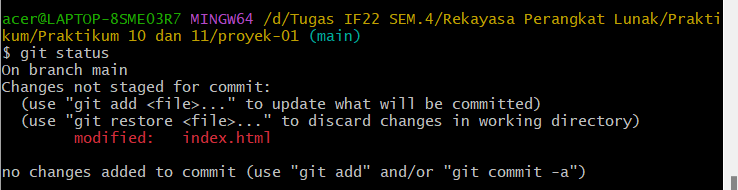 acer@LAPTOP-8SME03R7 MINGW64 /d/Tugas IF22 SEM.4/Rekayasa Perangkat Lunak/Prakti
kum/Praktikum 10 dan 11/proyek-01 (main)
$ git status
On branch main
Changes not staged for commit:
  (use "git add <file>..." to update what will be committed)
  (use "git restore <file>..." to discard changes in working directory)
        modified:   index.html

no changes added to commit (use "git add" and/or "git commit -a")